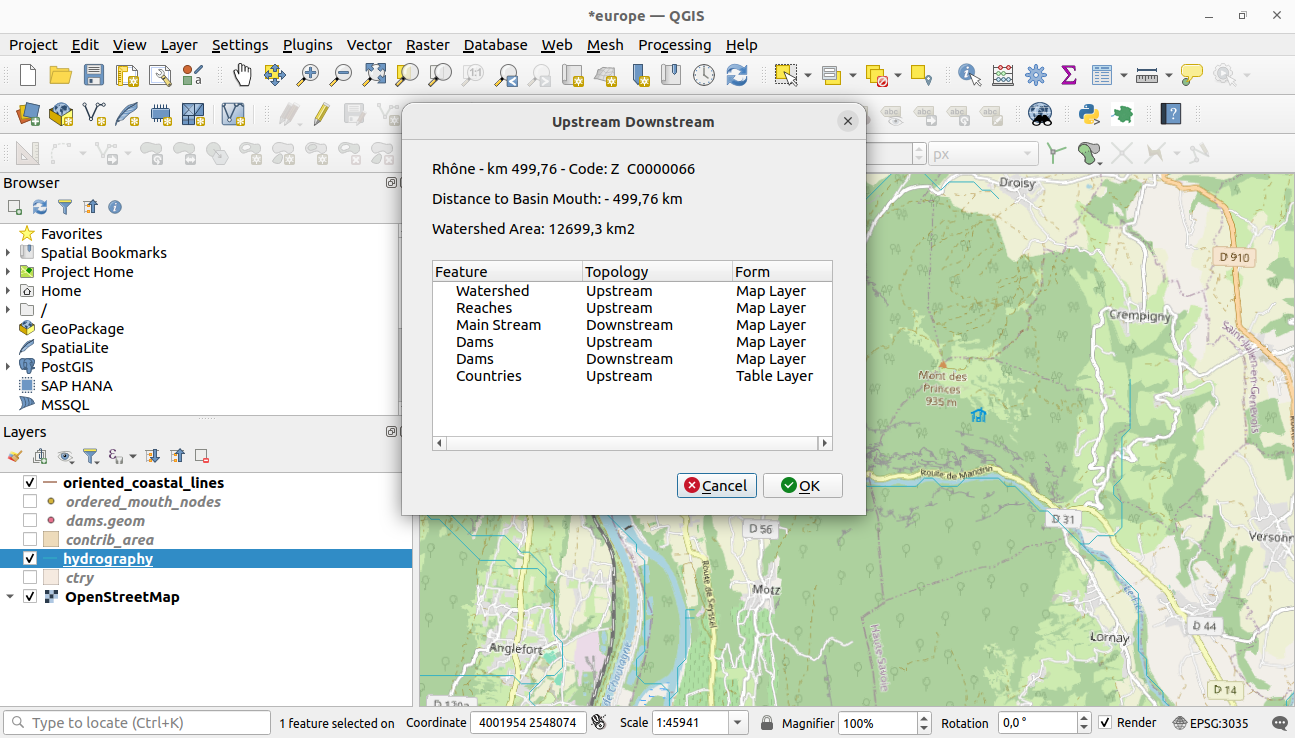 *europe — QGIS
Project Edit View Layer Settings Plugins Vector Raster Database Web Mesh Processing Help
Upstream Downstream
px
Browser
Favorites
Spatial Bookmarks
Project Home
Home
/
GeoPackage
SpatiaLite
PostGIS
SAP HANA
MSSQL
Rhône - km 499,76 - Code: Z C0000066
Distance to Basin Mouth: - 499,76 km
Watershed Area: 12699,3 km2
Feature Topology Form
Watershed Upstream Map Layer
Reaches Upstream Map Layer
Main Stream Downstream Map Layer
Dams Upstream Map Layer
Dams Downstream Map Layer
Countries Upstream Table Layer
Cancel OK
Layers
oriented_coastal_lines
ordered_mouth_nodes
dams.geom
contrib_area
hydrography
ctry
OpenStreetMap
Droisy
D 910
Crempigny
Saint-Julien-en-Genevois
Mont des
Princes
935 m
Route de Mandrin
D 31
D 56
Versonn
Route de Seyssel
Motz
D 44
Lornay
Anglefort
Haute-Savoie
de Chautagne
D 14
Type to locate (Ctrl+K) 1 feature selected on Coordinate 4001954 2548074 Scale 1:45941 Magnifier 100% Rotation 0,0 ° Render EPSG:3035